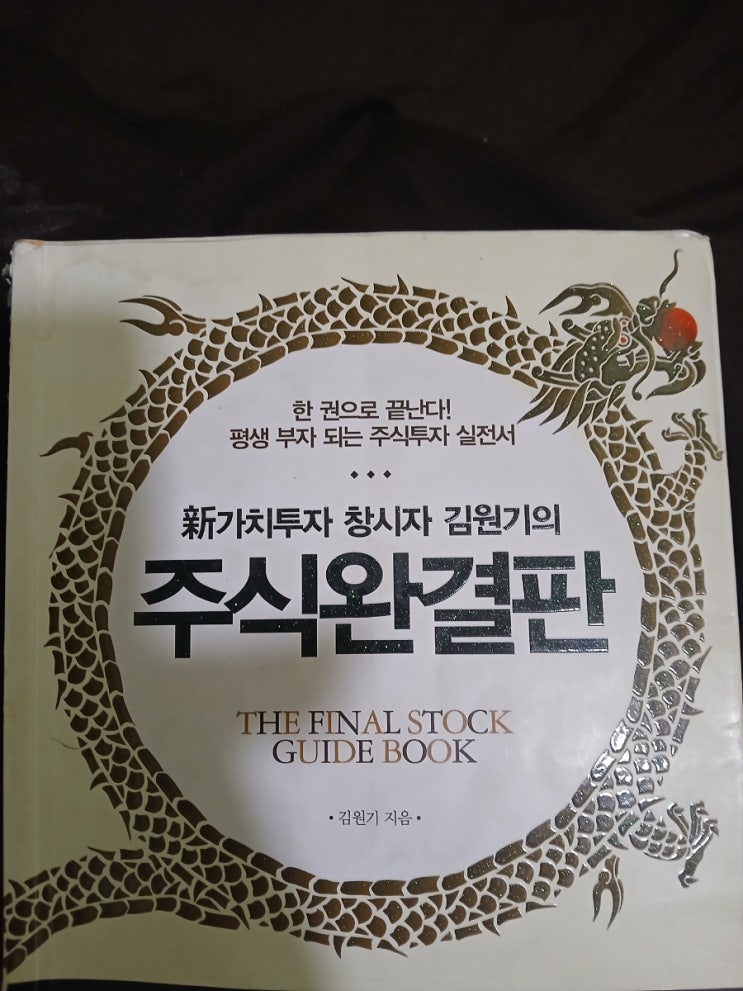 한 권으로 끝난다!
평생 부자 되는 주식투자 실전서
新가치투자 창시자 김원기의
주식완결판
THE FINAL STOCK
GUIDE BOOK
• 김원기 지음 •